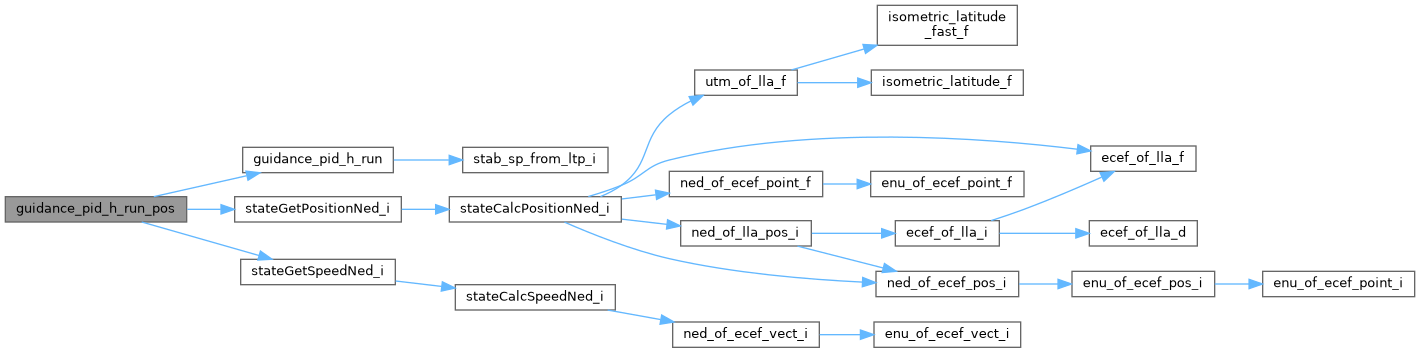 isometric_latitude
_fast_f
utm_of_lla_f
isometric_latitude_f
guidance_pid_h_run
stab_sp_from_ltp_i
ecef_of_lla_f
ned_of_ecef_point_f
enu_of_ecef_point_f
guidance_pid_h_run_pos
stateGetPositionNed_i
stateCalcPositionNed_i
ned_of_lla_pos_i
ecef_of_lla_i
ecef_of_lla_d
stateGetSpeedNed_i
ned_of_ecef_pos_i
enu_of_ecef_pos_i
enu_of_ecef_point_i
stateCalcSpeedNed_i
ned_of_ecef_vect_i
enu_of_ecef_vect_i